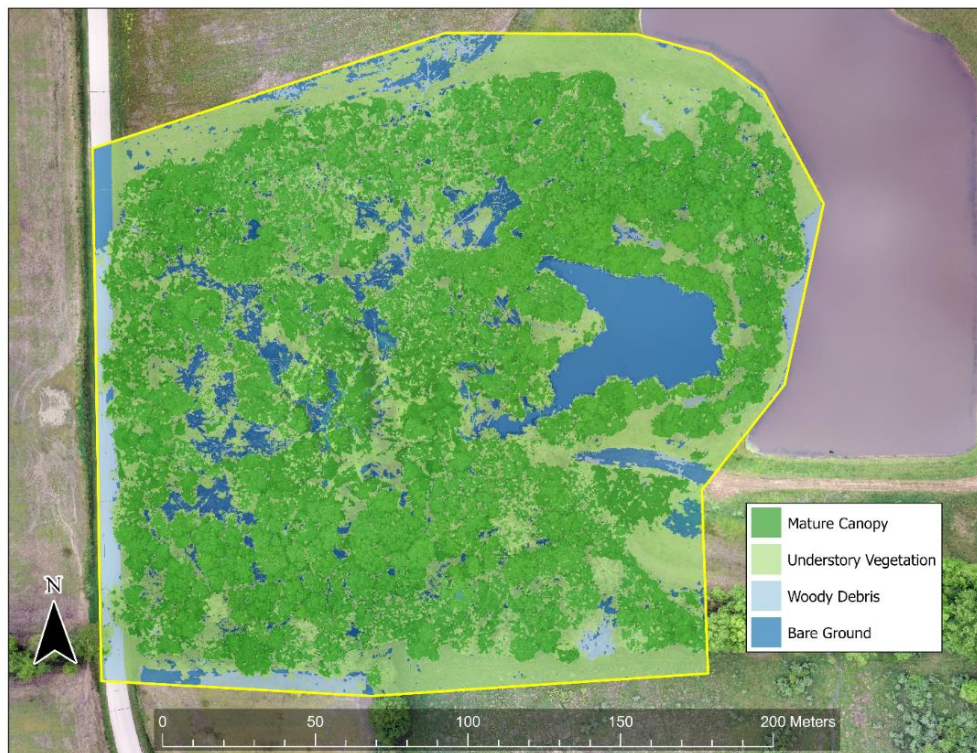 Mature Canopy
Understory Vegetation
Woody Debris
Bare Ground
N
0 50 100 150 200 Meters